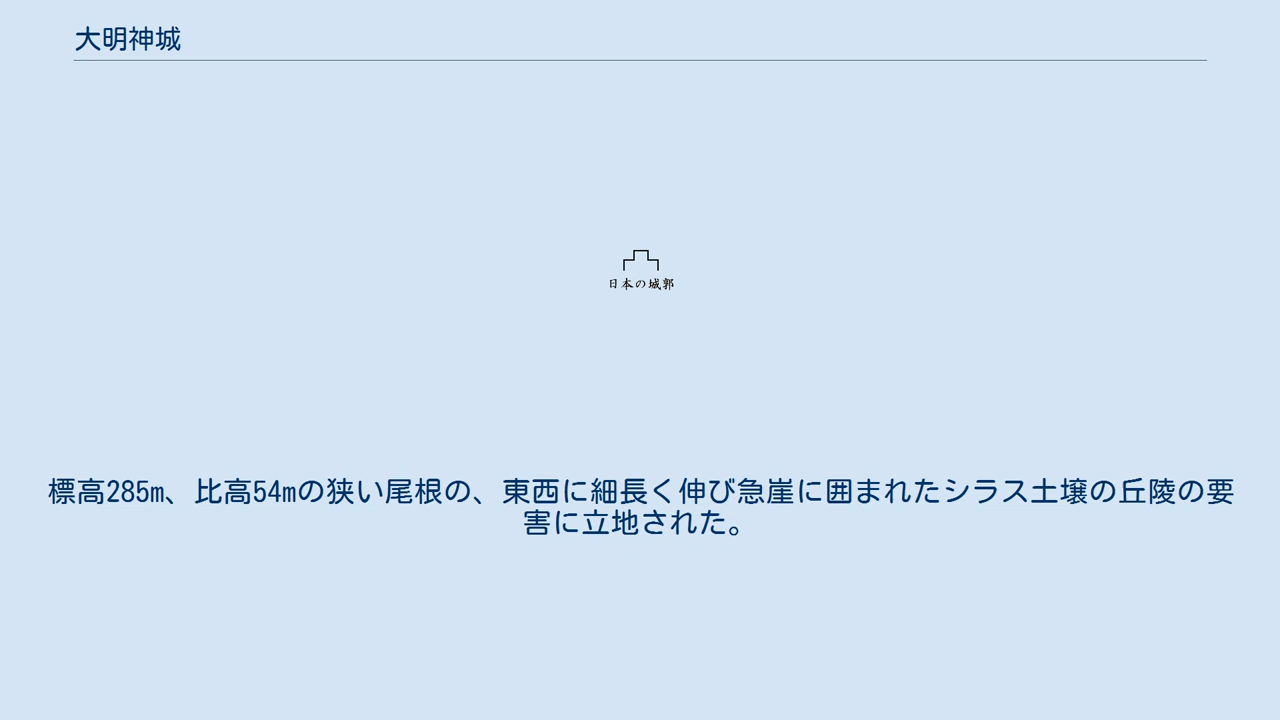 大明神城
日本の城郭
標高285m、比高54mの狭い尾根の、東西に細長く伸び急崖に囲まれたシラス土壌の丘陵の要
害に立地された。